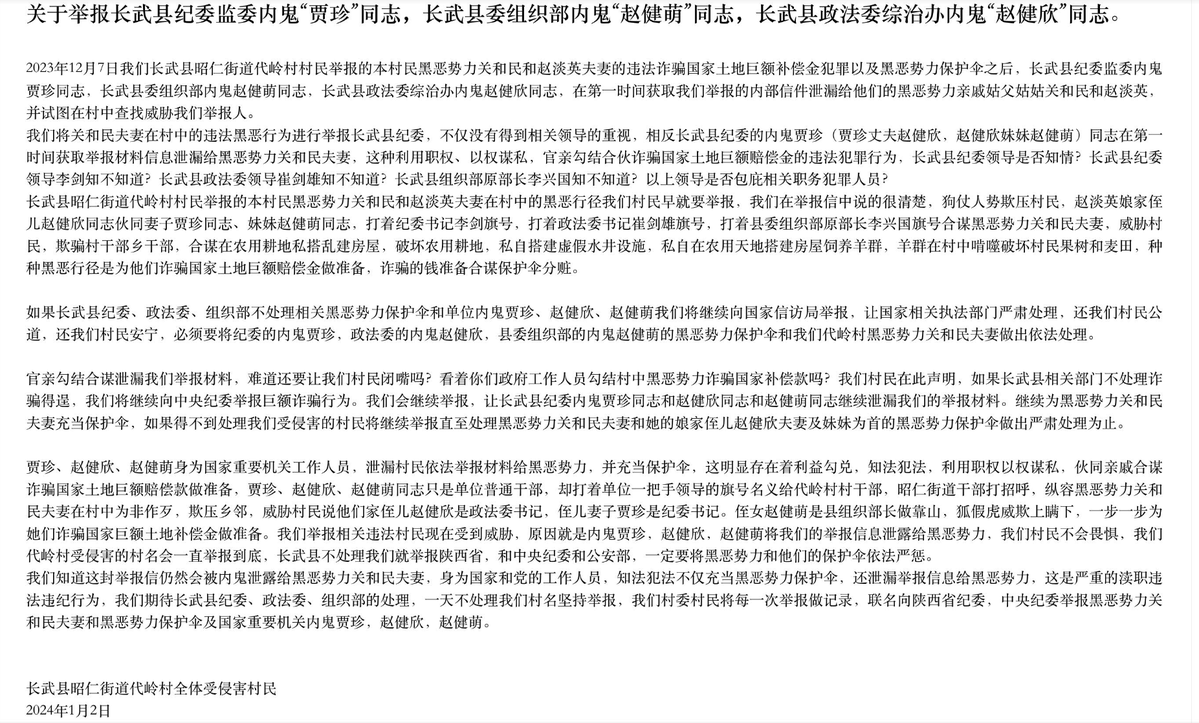 关于举报长武县纪委监委内鬼“贾珍”同志，长武县委组织部内鬼“赵健萌”同志，长武县政法委综治办内鬼“赵健欣”同志。
2023年12月7日我们长武县昭仁街道代岭村村民举报的本村民黑恶势力关和民和赵淡英夫妻的违法诈骗国家土地巨额补偿金犯罪以及黑恶势力保护伞之后，长武县纪委监委内鬼
贾珍同志，长武县委组织部内鬼赵健萌同志，长武县政法委综治办内鬼赵健欣同志，在第一时间获取我们举报的内部信件泄漏给他们的黑恶势力亲戚姑父姑姑关和民和赵淡英，
并试图在村中查找威胁我们举报人。
我们将关和民夫妻在村中的违法黑恶行为进行举报长武县纪委，不仅没有得到相关领导的重视，相反长武县纪委的内鬼贾珍（贾珍丈夫赵健欣，赵健欣妹妹赵健萌）同志在第一
时间获取举报材料信息泄漏给黑恶势力关和民夫妻，这种利用职权、以权谋私，官亲勾结合伙诈骗国家土地巨额赔偿金的违法犯罪行为，长武县纪委领导是否知情？长武县纪委
领导李剑知不知道？长武县政法委领导崔剑雄知不知道？长武县组织部原部长李兴国知不知道？以上领导是否包庇相关职务犯罪人员？
长武县昭仁街道代岭村村民举报的本村民黑恶势力关和民和赵淡英夫妻在村中的黑恶行径我们村民早就要举报，我们在举报信中说的很清楚，狗仗人势欺压村民，赵淡英娘家侄
儿赵健欣同志伙同妻子贾珍同志、妹妹赵健萌同志，打着纪委书记李剑旗号，打着政法委书记崔剑雄旗号，打着县委组织部原部长李兴国旗号合谋黑恶势力关和民夫妻，威胁村
民，欺骗村干部乡干部，合谋在农用耕地私搭乱建房屋，破坏农用耕地，私自搭建虚假水井设施，私自在农用天地搭建房屋饲养羊群，羊群在村中啃噬破坏村民果树和麦田，种
种黑恶行径是为他们诈骗国家土地巨额赔偿金做准备，诈骗的钱准备合谋保护伞分赃。
如果长武县纪委、政法委、组织部不处理相关黑恶势力保护伞和单位内鬼贾珍、赵健欣、赵健萌我们将继续向国家信访局举报，让国家相关执法部门严肃处理，还我们村民公
道，还我们村民安宁，必须要将纪委的内鬼贾珍，政法委的内鬼赵健欣，县委组织部的内鬼赵健萌的黑恶势力保护伞和我们代岭村黑恶势力关和民夫妻做出依法处理。
官亲勾结合谋泄漏我们举报材料，难道还要让我们村民闭嘴吗？看着你们政府工作人员勾结村中黑恶势力诈骗国家补偿款吗？我们村民在此声明，如果长武县相关部门不处理诈
骗得逞，我们将继续向中央纪委举报巨额诈骗行为。我们会继续举报，让长武县纪委内鬼贾珍同志和赵健欣同志和赵健萌同志继续泄漏我们的举报材料。继续为黑恶势力关和民
夫妻充当保护伞，如果得不到处理我们受侵害的村民将继续举报直至处理黑恶势力关和民夫妻和她的娘家侄儿赵健欣夫妻及妹妹为首的黑恶势力保护伞做出严肃处理为止。
贾珍、赵健欣、赵健萌身为国家重要机关工作人员，泄漏村民依法举报材料给黑恶势力，并充当保护伞，这明显存在着利益勾兑，知法犯法，利用职权以权谋私，伙同亲戚合谋
诈骗国家土地巨额赔偿款做准备，贾珍、赵健欣、赵健萌同志只是单位普通干部，却打着单位一把手领导的旗号名义给代岭村村干部，昭仁街道干部打招呼，纵容黑恶势力关和
民夫妻在村中为非作歹，欺压乡邻，威胁村民说他们家侄儿赵健欣是政法委书记，侄儿妻子贾珍是纪委书记。侄女赵健萌是县组织部长做靠山，狐假虎威欺上瞒下，一步一步为
她们诈骗国家巨额土地补偿金做准备。我们举报相关违法村民现在受到威胁，原因就是内鬼贾珍，赵健欣，赵健萌将我们的举报信息泄露给黑恶势力，我们村民不会畏惧，我们
代岭村受侵害的村名会一直举报到底，长武县不处理我们就举报陕西省，和中央纪委和公安部，一定要将黑恶势力和他们的保护伞依法严惩。
我们知道这封举报信仍然会被内鬼泄露给黑恶势力关和民夫妻，身为国家和党的工作人员，知法犯法不仅充当黑恶势力保护伞，还泄漏举报信息给黑恶势力，这是严重的渎职违
法违纪行为，我们期待长武县纪委、政法委、组织部的处理，一天不处理我们村名坚持举报，我们村委村民将每一次举报做记录，联名向陕西省纪委，中央纪委举报黑恶势力关
和民夫妻和黑恶势力保护伞及国家重要机关内鬼贾珍，赵健欣，赵健萌。
长武县昭仁街道代岭村全体受侵害村民
2024年1月2日